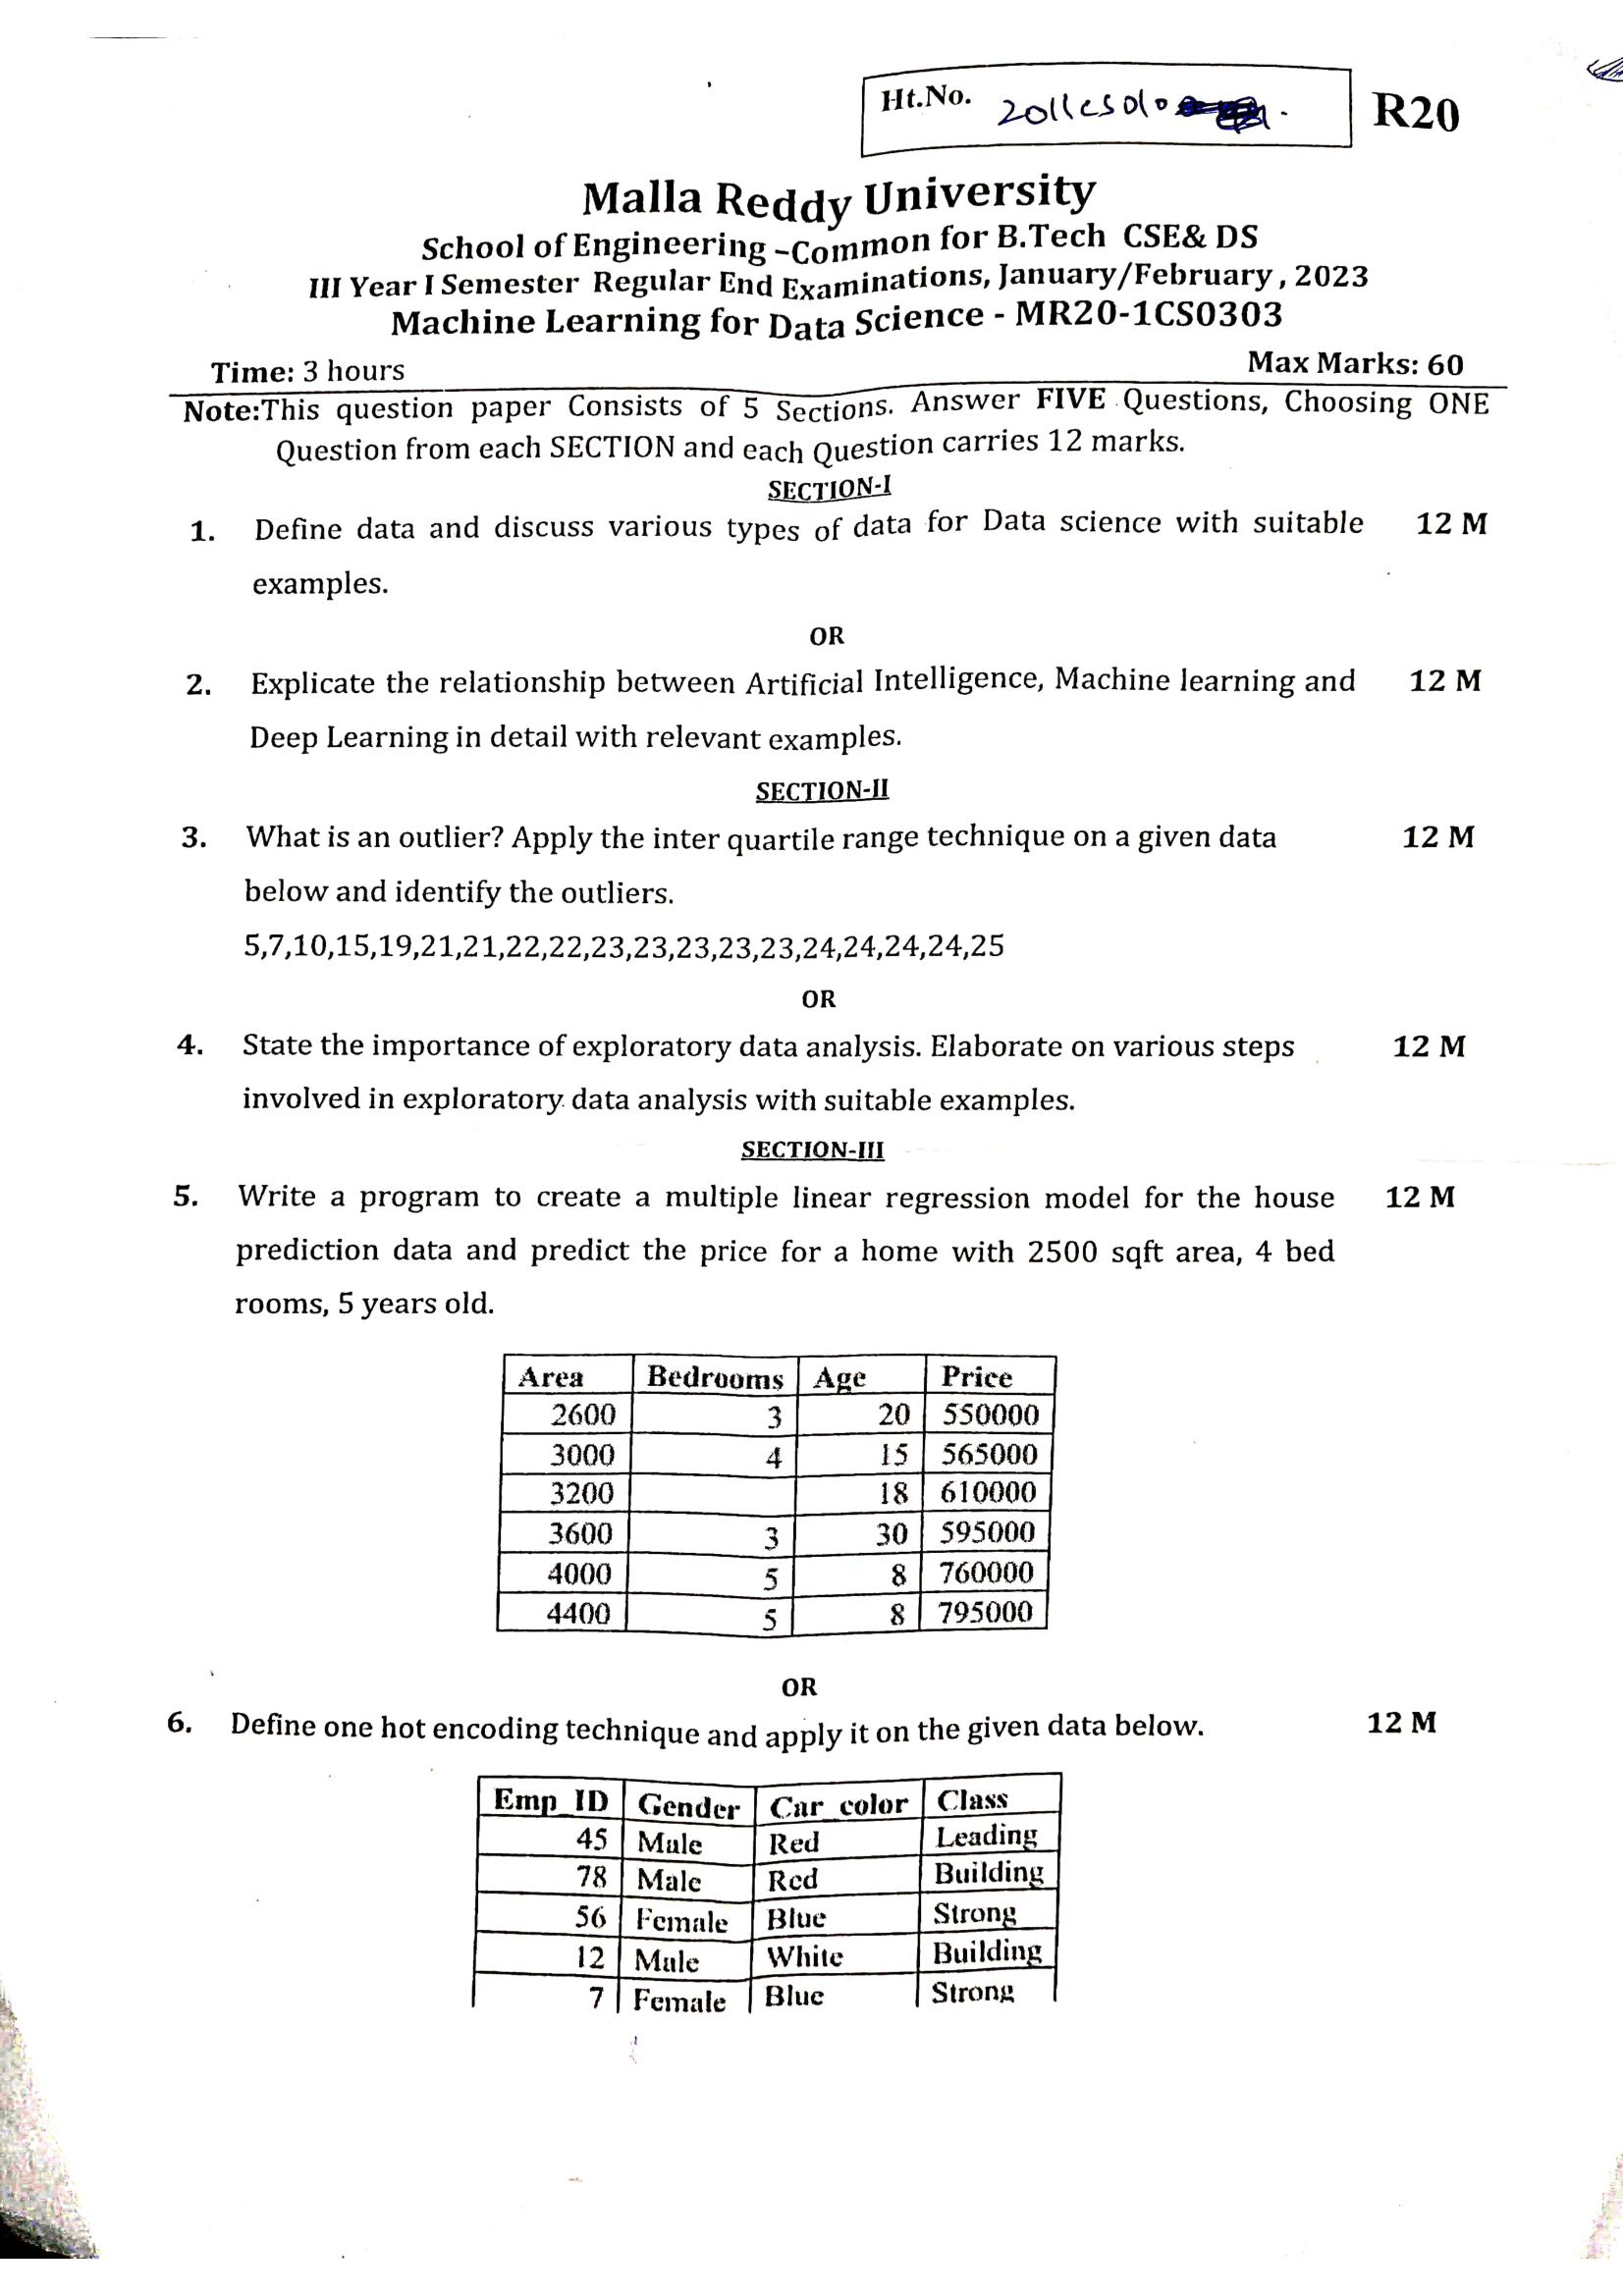 Ht.No. 2011CS010
R20
Malla Reddy University
School of Engineering -Common for B.Tech CSE& DS
III Year I Semester Regular End Examinations, January/February, 2023
Machine Learning for Data Science - MR20-1CS0303
Time: 3 hours Max Marks: 60
Note:This question paper Consists of 5 Sections. Answer FIVE Questions, Choosing ONE
Question from each SECTION and each Question carries 12 marks.
SECTION-I
1. Define data and discuss various types of data for Data science with suitable 12 M
examples.
OR
2. Explicate the relationship between Artificial Intelligence, Machine learning and 12 M
Deep Learning in detail with relevant examples.
SECTION-II
3. What is an outlier? Apply the inter quartile range technique on a given data 12 M
below and identify the outliers.
5,7,10,15,19,21,21,22,22,23,23,23,23,23,24,24,24,24,25
OR
4. State the importance of exploratory data analysis. Elaborate on various steps 12 M
involved in exploratory data analysis with suitable examples.
SECTION-III
5. Write a program to create a multiple linear regression model for the house 12 M
prediction data and predict the price for a home with 2500 sqft area, 4 bed
rooms, 5 years old.
Area Bedrooms Age Price
2600 3 20 550000
3000 4 15 565000
3200 18 610000
3600 3 30 595000
4000 5 8 760000
4400 5 8 795000
OR
6. Define one hot encoding technique and apply it on the given data below. 12 M
Emp_ID Gender Car_color Class
45 Male Red Leading
78 Male Red Building
56 Female Blue Strong
12 Male White Building
7 Female Blue Strong